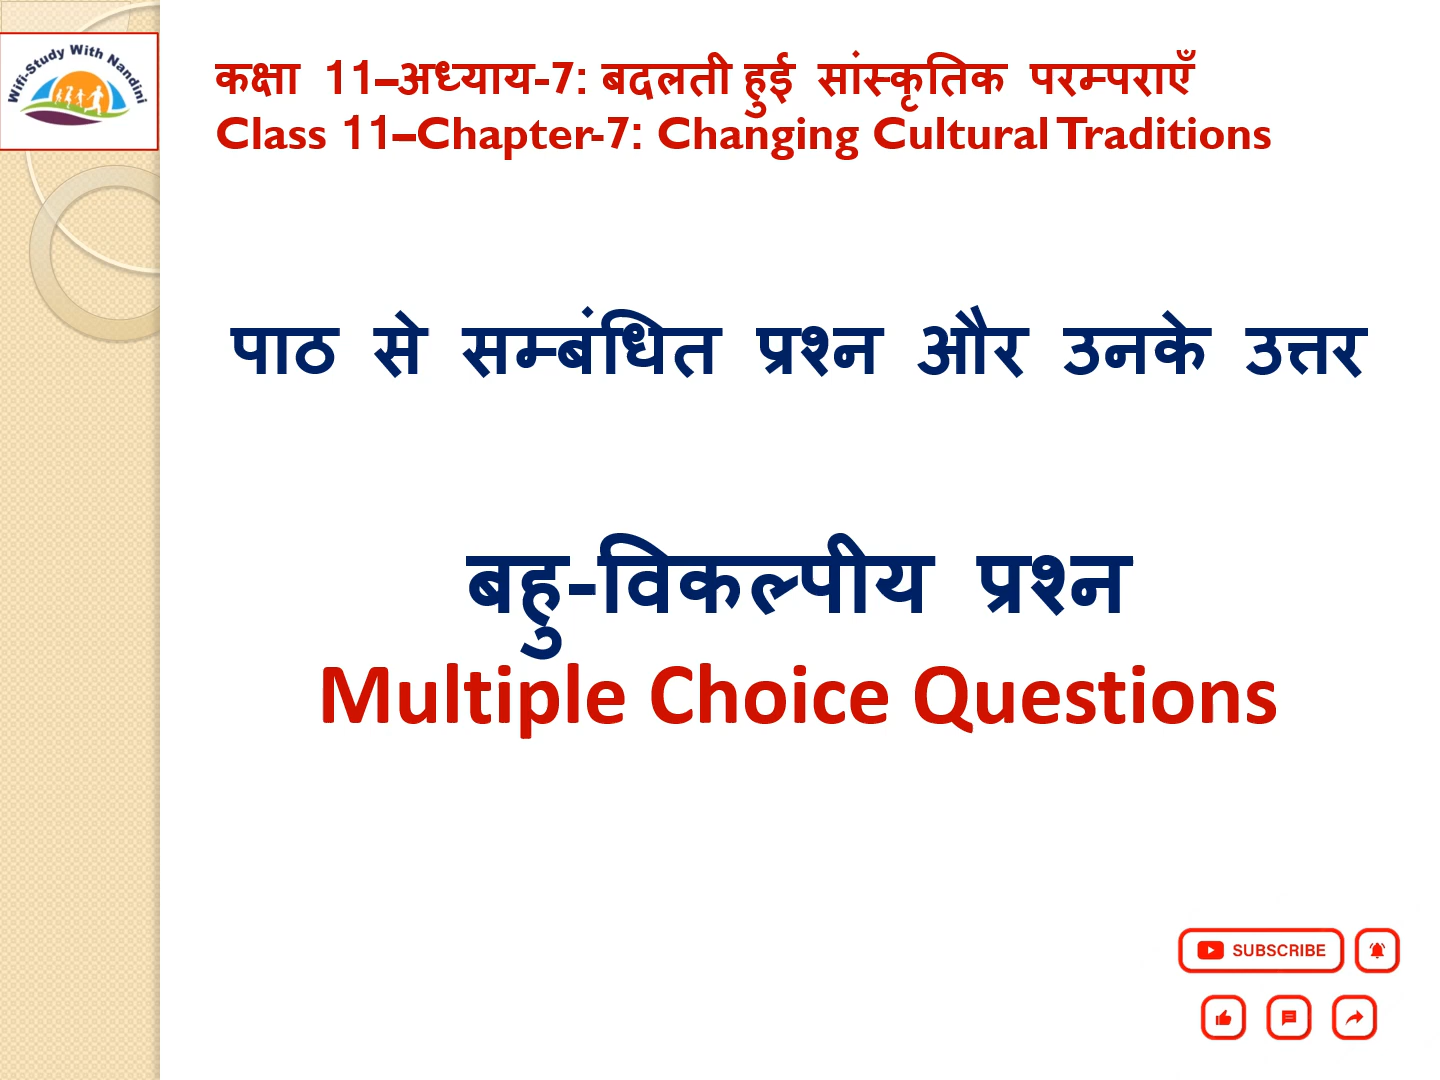 Wifi-Study With Nandini
कक्षा 11–अध्याय-7: बदलती हुई सांस्कृतिक परम्पराएँ
Class 11–Chapter-7: Changing Cultural Traditions
पाठ से सम्बंधित प्रश्न और उनके उत्तर
बहु-विकल्पीय प्रश्न
Multiple Choice Questions
SUBSCRIBE